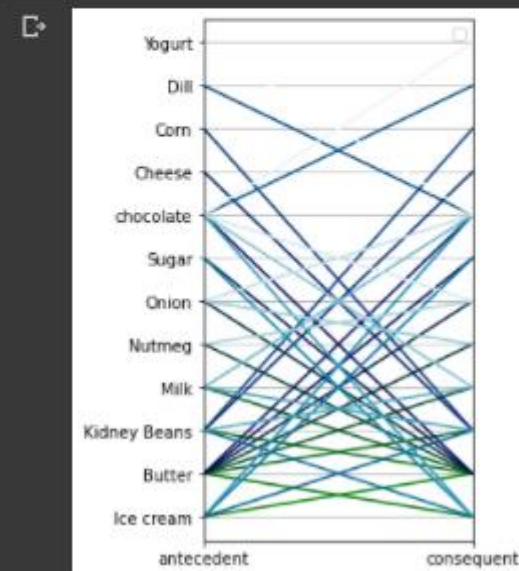 Yogurt
Dill
Corn
Cheese
chocolate
Sugar
Onion
Nutmeg
Milk
Kidney Beans
Butter
Ice cream
antecedent consequent